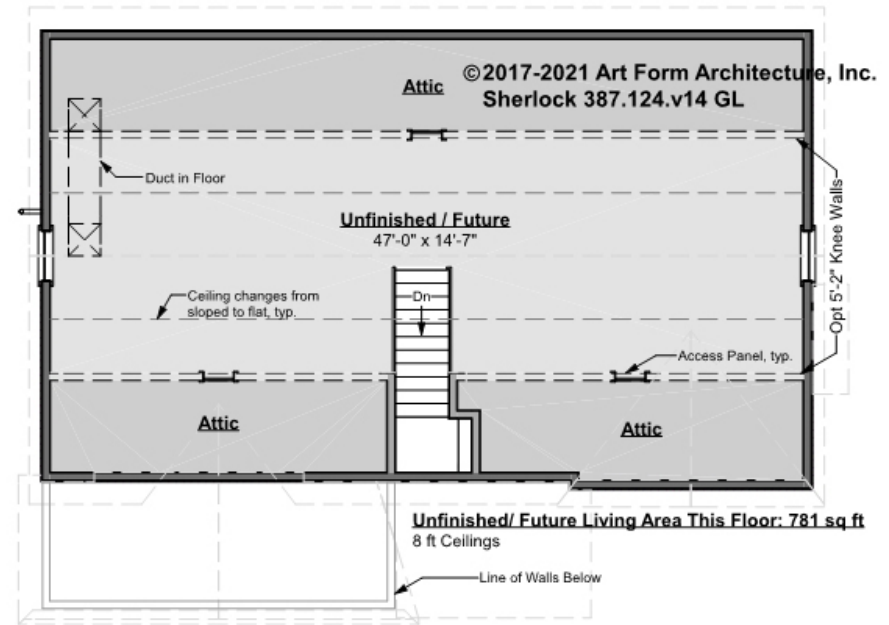 ©2017-2021 Art Form Architecture, Inc.
Sherlock 387.124.v14 GL
Attic
Duct in Floor
Unfinished / Future
47'-0" x 14'-7"
Opt 5'-2" Knee Walls
Dn
Ceiling changes from
sloped to flat, typ.
Access Panel, typ.
Attic
Attic
Unfinished/ Future Living Area This Floor: 781 sq ft
8 ft Ceilings
Line of Walls Below